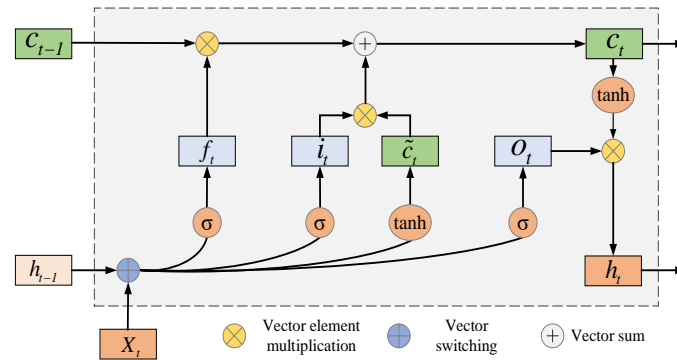 c_{t-1}
c_t
tanh
f_t
i_t
c̃_t
o_t
σ
σ
tanh
σ
h_{t-1}
h_t
X_t
Vector element
multiplication
Vector
switching
Vector sum